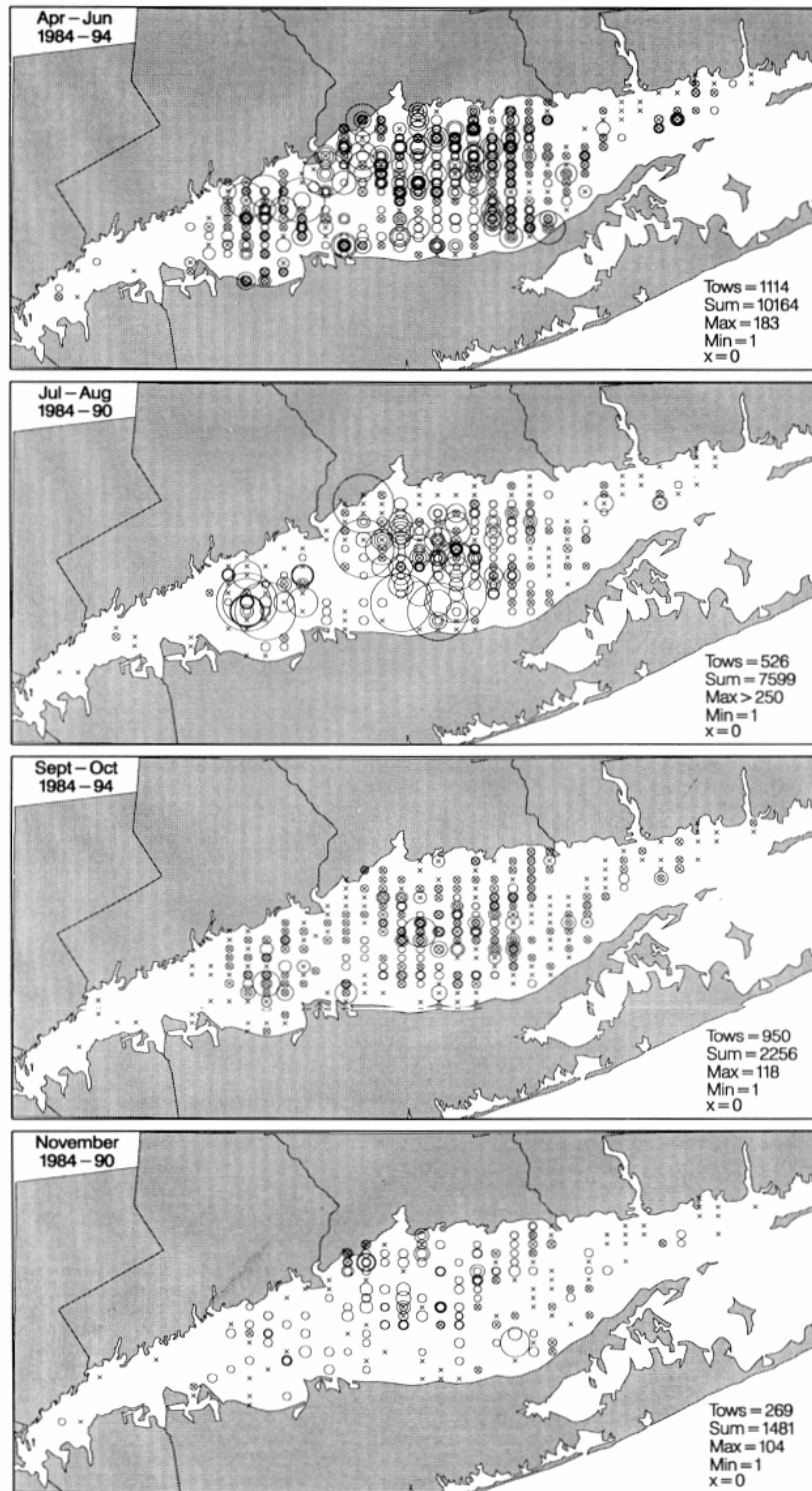 Apr – Jun
1984 – 94
Tows = 1114
Sum = 10164
Max = 183
Min = 1
x = 0
Jul – Aug
1984 – 90
Tows = 526
Sum = 7599
Max > 250
Min = 1
x = 0
Sept – Oct
1984 – 94
Tows = 950
Sum = 2256
Max = 118
Min = 1
x = 0
November
1984 – 90
Tows = 269
Sum = 1481
Max = 104
Min = 1
x = 0